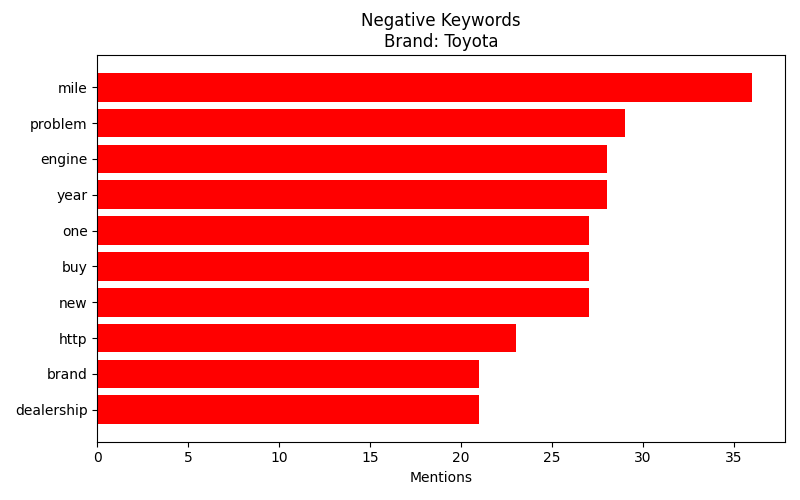 Negative Keywords
Brand: Toyota
mile
problem
engine
year
one
buy
new
http
brand
dealership
0 5 10 15 20 25 30 35
Mentions